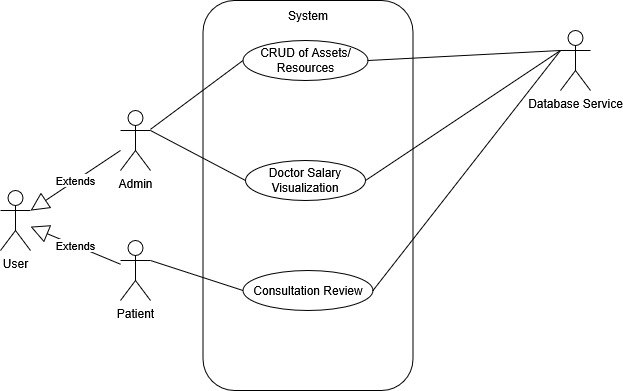 System
CRUD of Assets/
Resources
Database Service
Doctor Salary
Visualization
Extends
Admin
Extends
User
Consultation Review
Patient